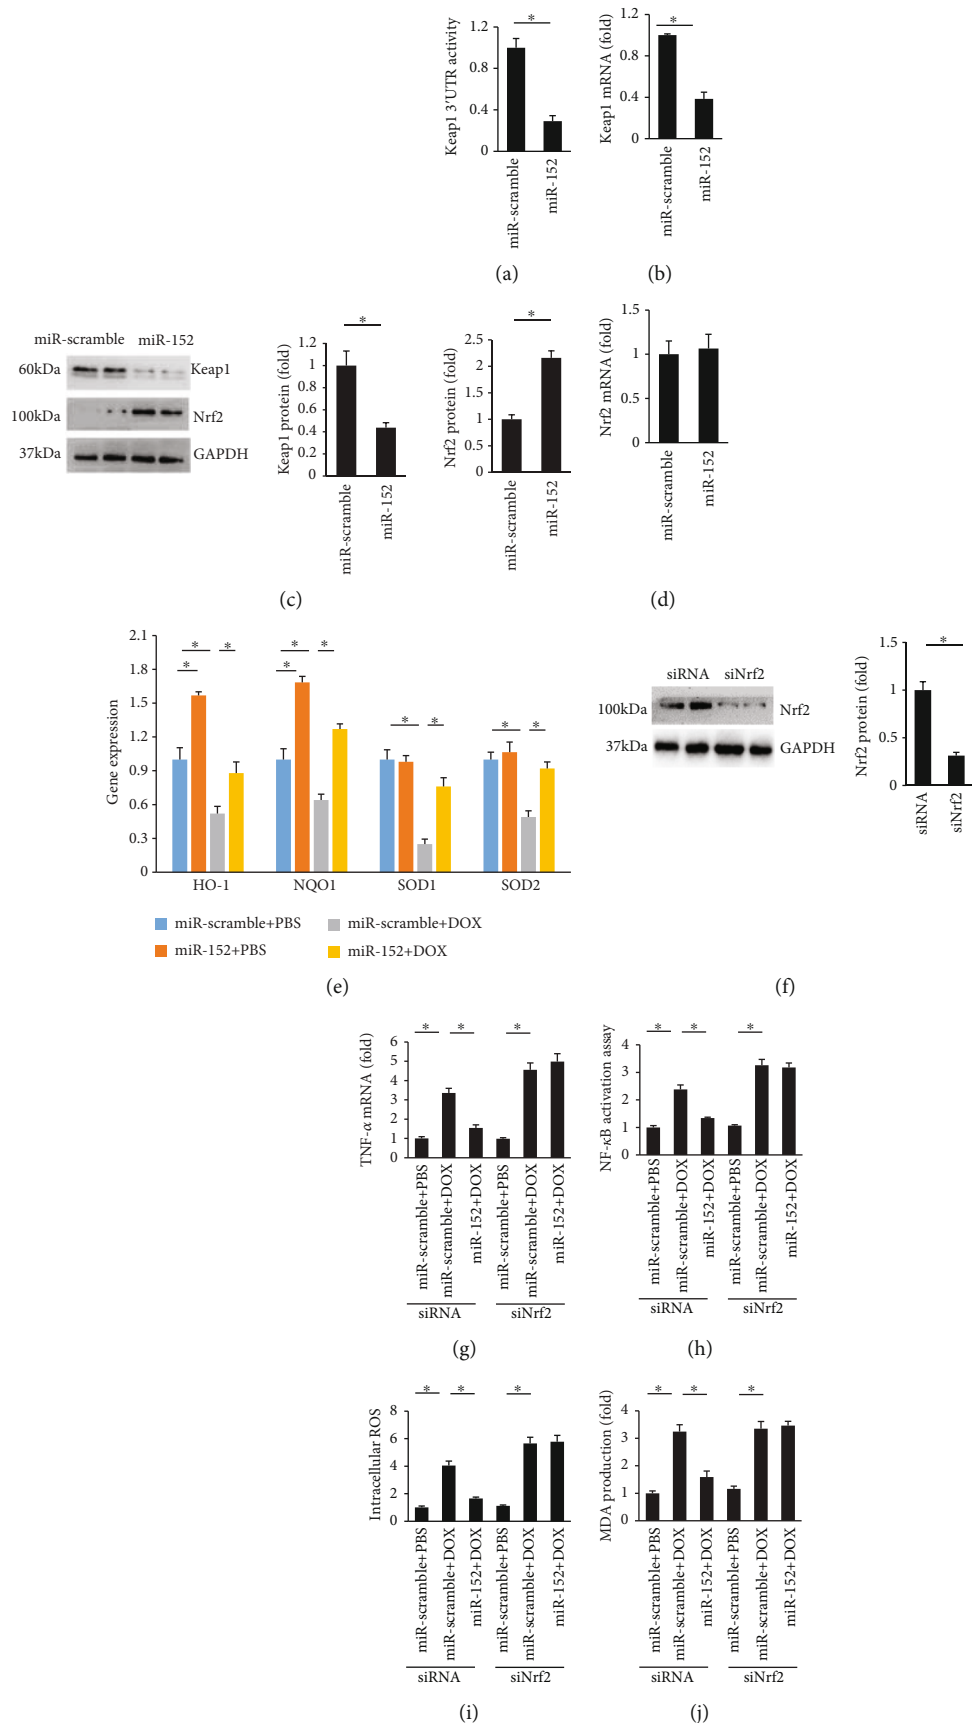 *
1.2
0.8
0.4
0
Keap1 3′UTR activity
miR-scramble
miR-152
(a)
*
1.2
0.8
0.4
0
Keap1 mRNA (fold)
miR-scramble
miR-152
(b)
miR-scramble miR-152
60kDa Keap1
100kDa Nrf2
37kDa GAPDH
*
1.2
1
0.8
0.6
0.4
0.2
0
Keap1 protein (fold)
miR-scramble
miR-152
*
2.5
2
1.5
1
0.5
0
Nrf2 protein (fold)
miR-scramble
miR-152
(c)
1.5
1
0.5
0
Nrf2 mRNA (fold)
miR-scramble
miR-152
(d)
2.1
1.8
1.5
1.2
0.9
0.6
0.3
0
Gene expression
* * *
* * *
* *
* *
HO-1 NQO1 SOD1 SOD2
miR-scramble+PBS miR-scramble+DOX
miR-152+PBS miR-152+DOX
(e)
siRNA siNrf2
100kDa Nrf2
37kDa GAPDH
*
1.5
1
0.5
0
Nrf2 protein (fold)
siRNA
siNrf2
(f)
* * *
6
5
4
3
2
1
0
TNF-α mRNA (fold)
miR-scramble+PBS
miR-scramble+DOX
miR-152+DOX
miR-scramble+PBS
miR-scramble+DOX
miR-152+DOX
siRNA siNrf2
(g)
* * *
4
3
2
1
0
NF-κB activation assay
miR-scramble+PBS
miR-scramble+DOX
miR-152+DOX
miR-scramble+PBS
miR-scramble+DOX
miR-152+DOX
siRNA siNrf2
(h)
* * *
8
6
4
2
0
Intracellular ROS
miR-scramble+PBS
miR-scramble+DOX
miR-152+DOX
miR-scramble+PBS
miR-scramble+DOX
miR-152+DOX
siRNA siNrf2
(i)
* * *
4
3
2
1
0
MDA production (fold)
miR-scramble+PBS
miR-scramble+DOX
miR-152+DOX
miR-scramble+PBS
miR-scramble+DOX
miR-152+DOX
siRNA siNrf2
(j)